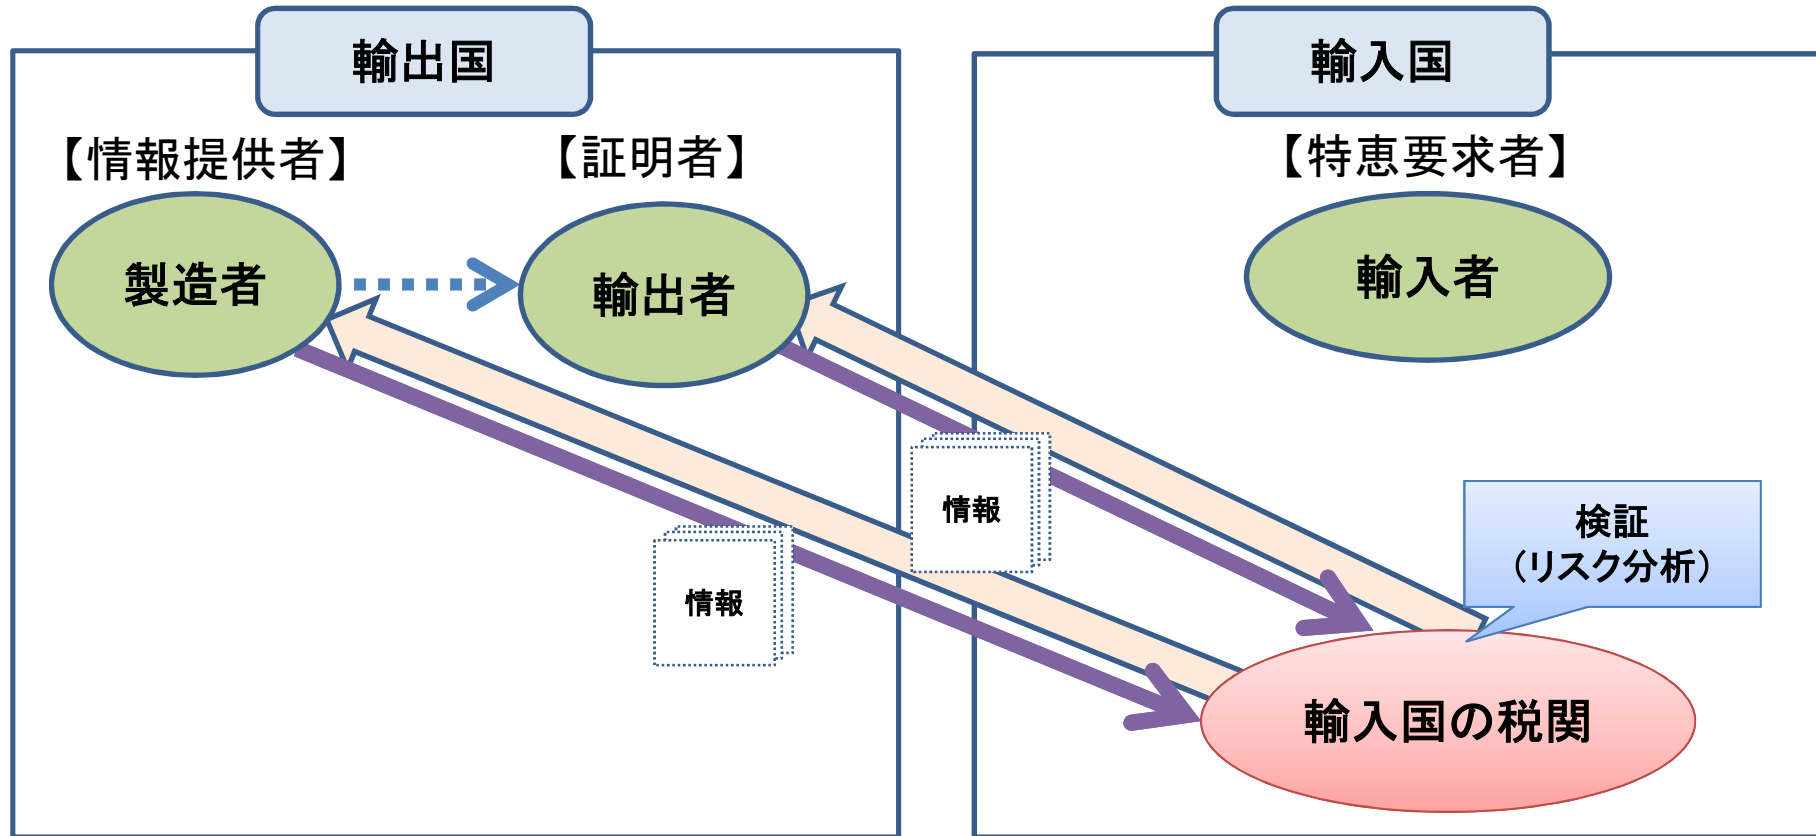 輸出国
輸入国
【情報提供者】
【証明者】
【特恵要求者】
製造者
輸出者
輸入者
情報
情報
検証
（リスク分析）
輸入国の税関